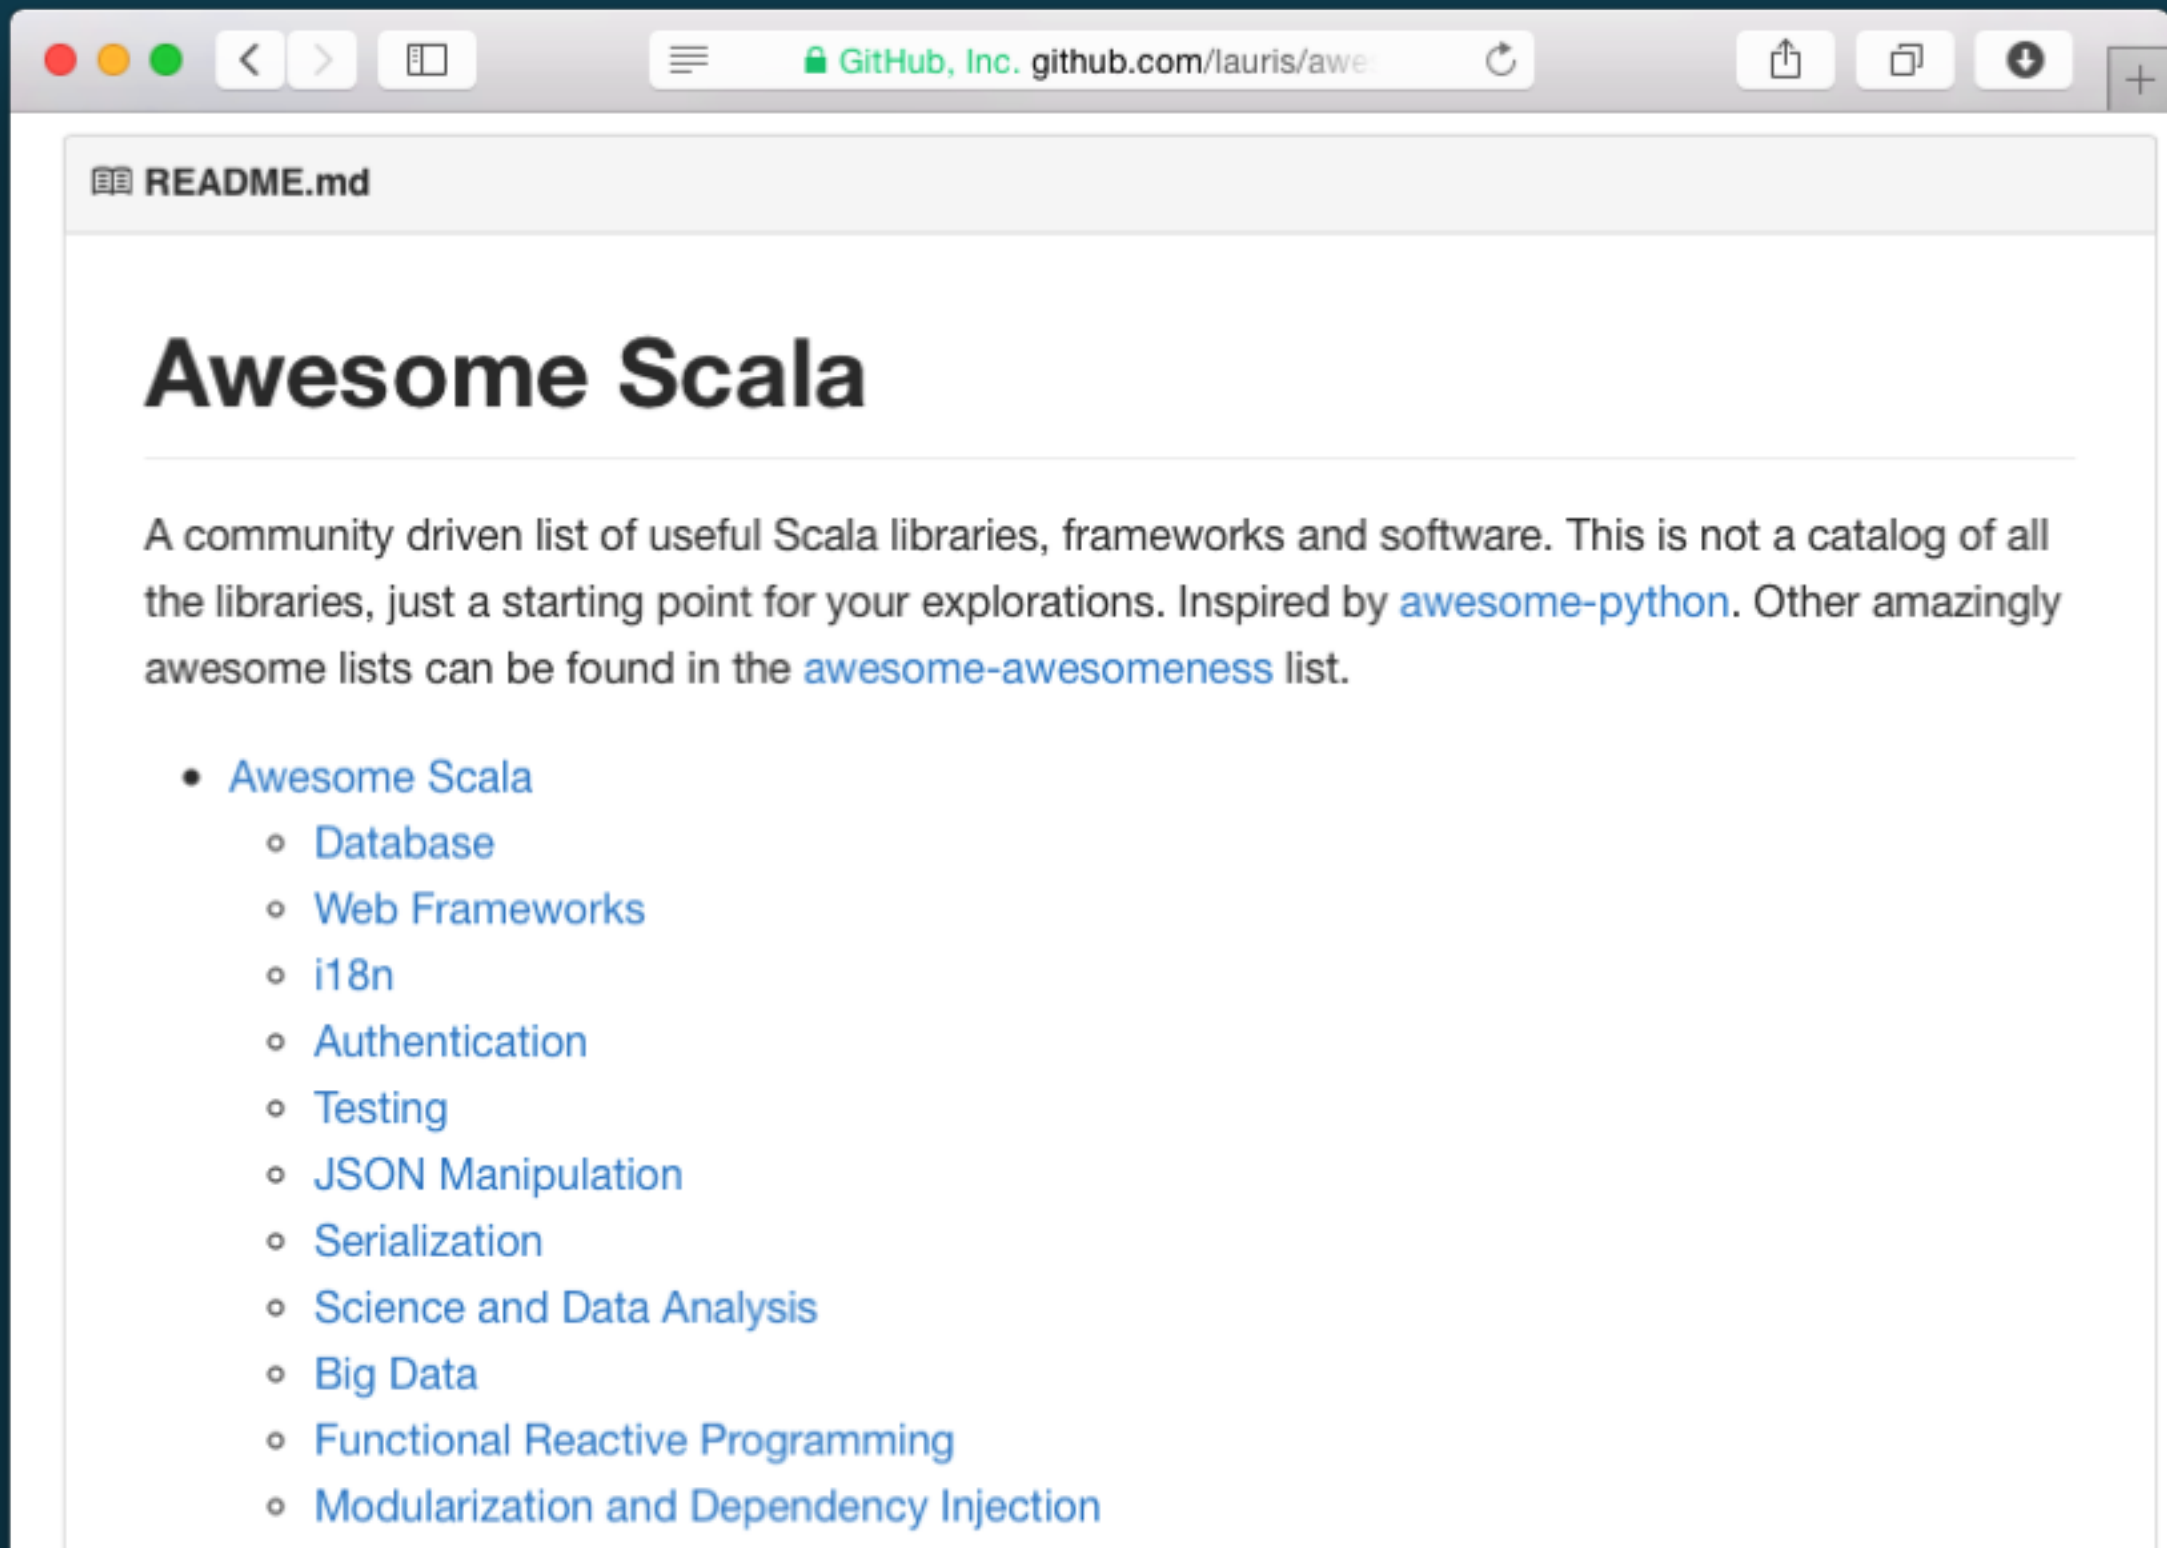 GitHub, Inc. github.com/lauris/awe
README.md
Awesome Scala
A community driven list of useful Scala libraries, frameworks and software. This is not a catalog of all
the libraries, just a starting point for your explorations. Inspired by awesome-python. Other amazingly
awesome lists can be found in the awesome-awesomeness list.
Awesome Scala
Database
Web Frameworks
i18n
Authentication
Testing
JSON Manipulation
Serialization
Science and Data Analysis
Big Data
Functional Reactive Programming
Modularization and Dependency Injection